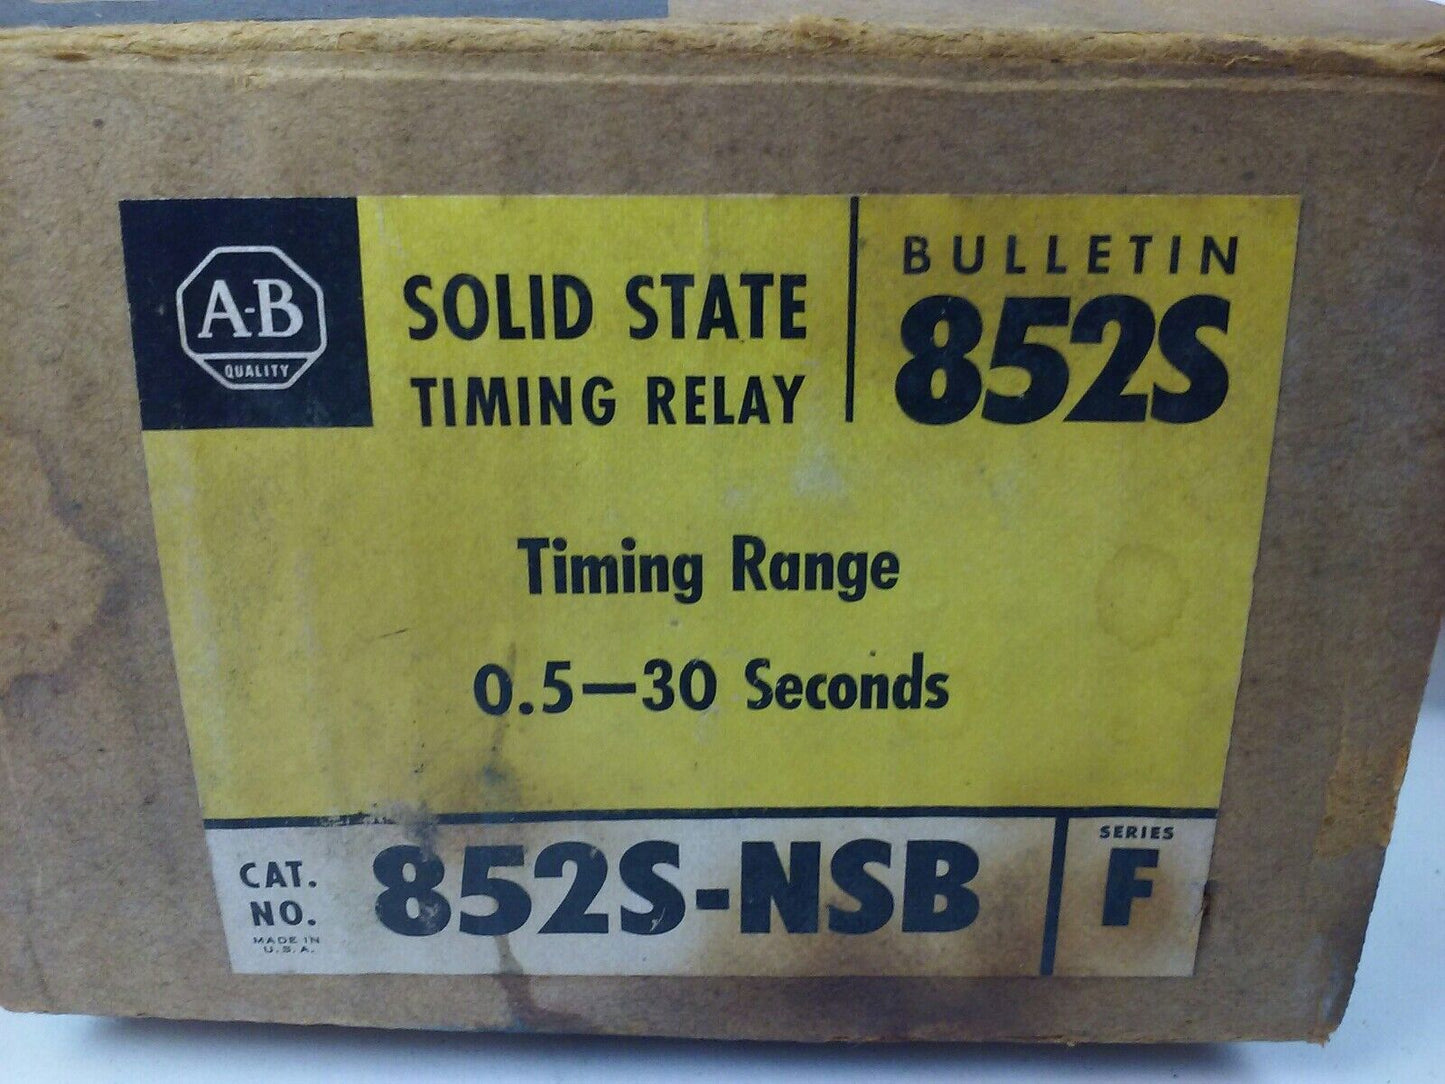 A-B
QUALITY
SOLID STATE
TIMING RELAY
BULLETIN
852S
Timing Range
0.5—30 Seconds
CAT.
NO.
MADE IN
U.S.A.
852S-NSB
SERIES
F